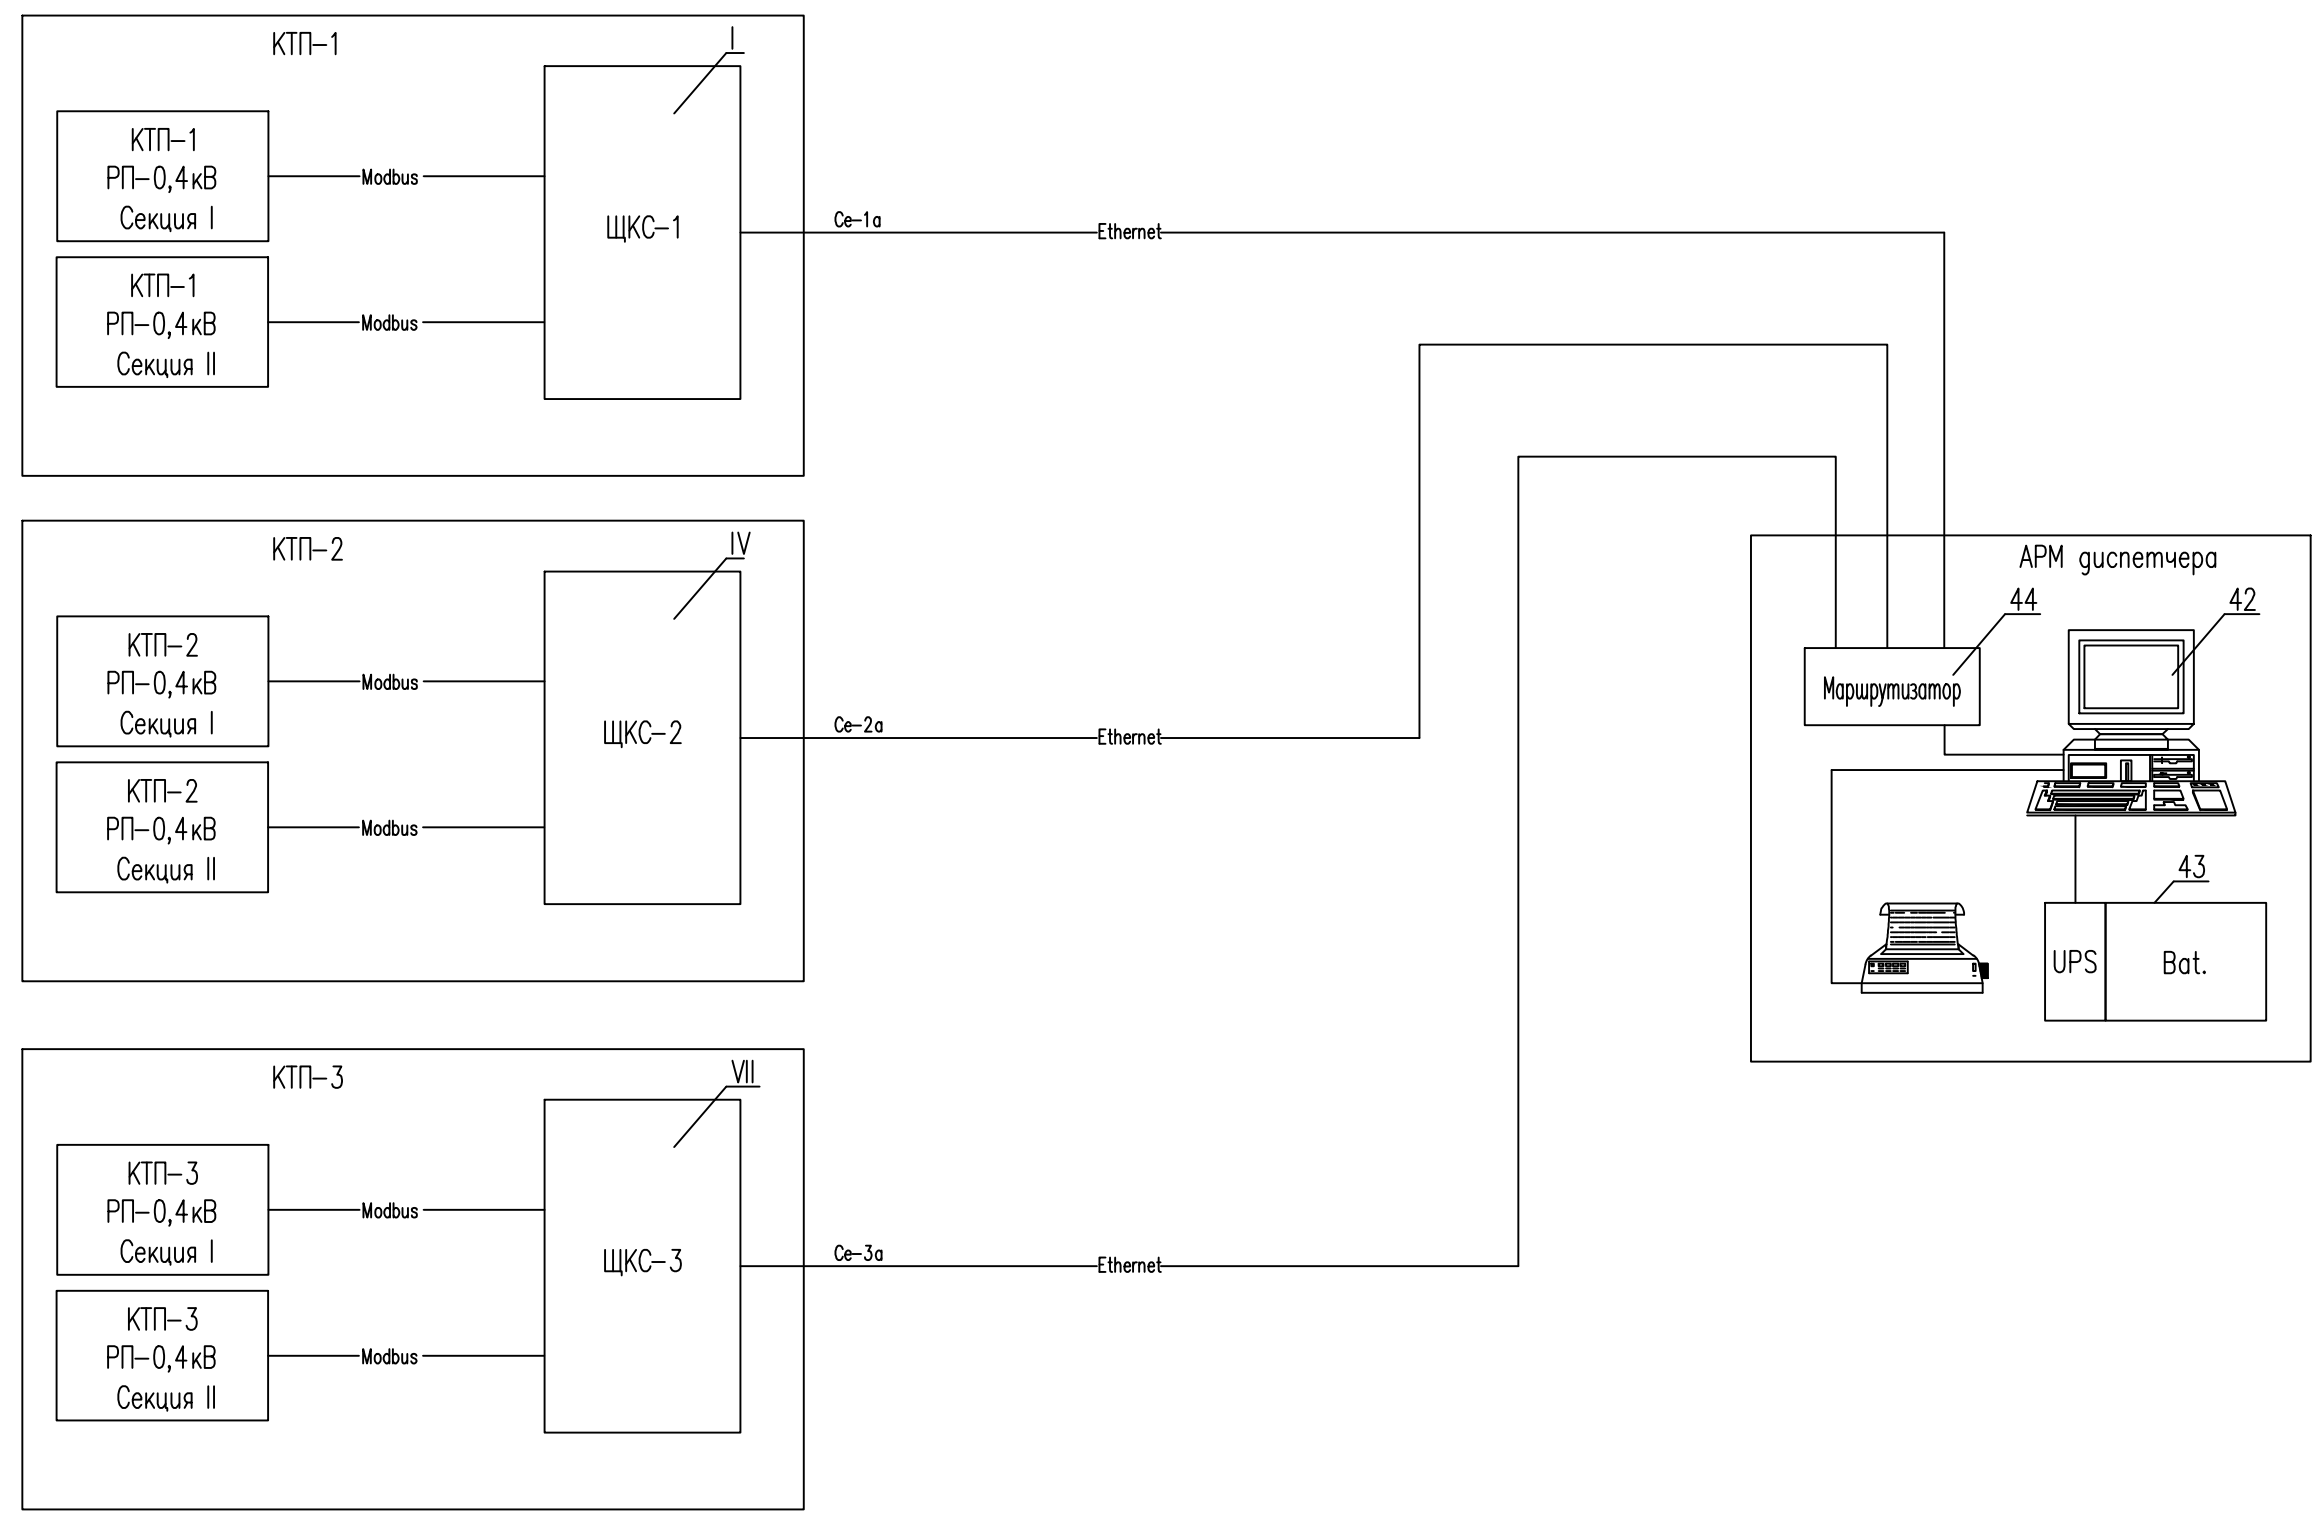 КТП-1
I
КТП-1
РП-0,4кВ
Секция I
Modbus
КТП-1
РП-0,4кВ
Секция II
Modbus
ЩКС-1
Се-1а
Ethernet
КТП-2
IV
КТП-2
РП-0,4кВ
Секция I
Modbus
КТП-2
РП-0,4кВ
Секция II
Modbus
ЩКС-2
Се-2а
Ethernet
КТП-3
VII
КТП-3
РП-0,4кВ
Секция I
Modbus
КТП-3
РП-0,4кВ
Секция II
Modbus
ЩКС-3
Се-3а
Ethernet
АРМ диспетчера
44
42
Маршрутизатор
43
UPS
Bat.